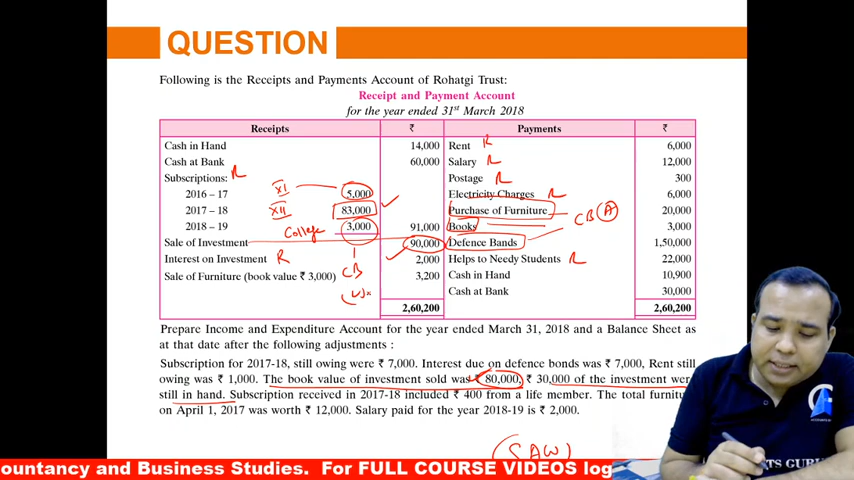 QUESTION
Following is the Receipts and Payments Account of Rohatgi Trust:
Receipt and Payment Account
for the year ended 31st March 2018
Receipts ₹ Payments ₹
Cash in Hand 14,000 Rent R 6,000
Cash at Bank 60,000 Salary R 12,000
Subscriptions: R Postage R 300
2016 – 17 XI 5,000 Electricity Charges R 6,000
2017 – 18 XII 83,000 Purchase of Furniture CB A 20,000
2018 – 19 College 3,000 91,000 Books 3,000
Sale of Investment 90,000 Defence Bands 1,50,000
Interest on Investment R 2,000 Helps to Needy Students R 22,000
CB
Sale of Furniture (book value ₹ 3,000) 3,200 Cash in Hand 10,900
Cash at Bank 30,000
2,60,200 2,60,200
Prepare Income and Expenditure Account for the year ended March 31, 2018 and a Balance Sheet as
at that date after the following adjustments :
Subscription for 2017-18, still owing were ₹ 7,000. Interest due on defence bonds was ₹ 7,000, Rent still
owing was ₹ 1,000. The book value of investment sold was ₹ 80,000, ₹ 30,000 of the investment wer
still in hand. Subscription received in 2017-18 included ₹ 400 from a life member. The total furnitu
on April 1, 2017 was worth ₹ 12,000. Salary paid for the year 2018-19 is ₹ 2,000.
ountancy and Business Studies. For FULL COURSE VIDEOS log
TS GURU